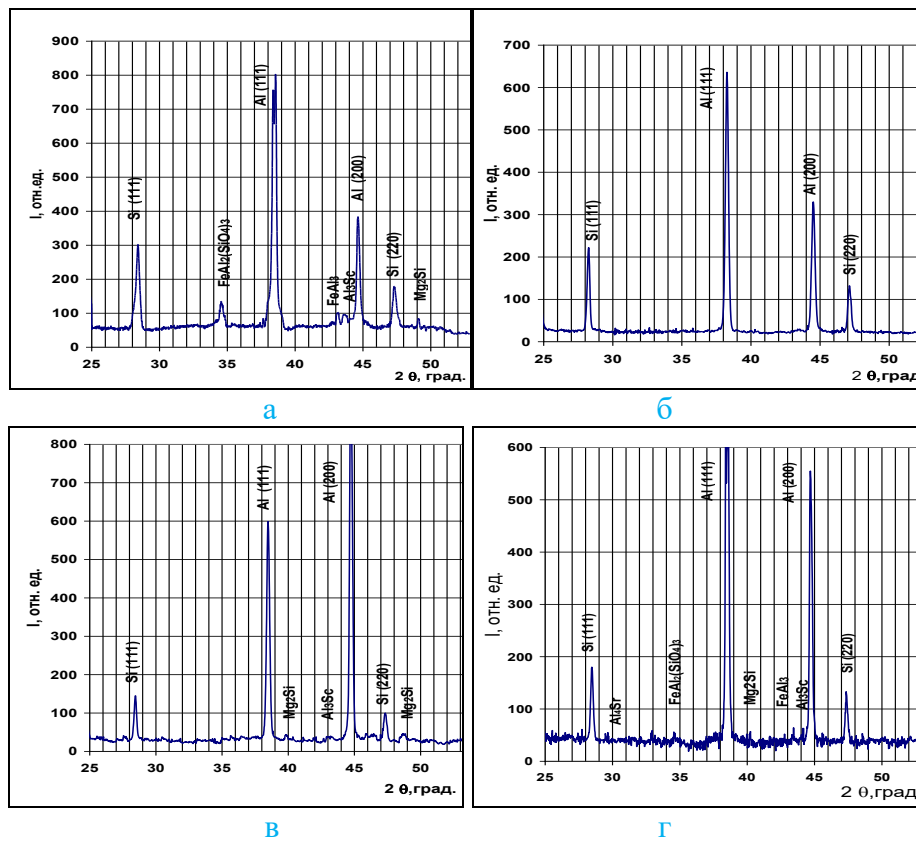 900
800
700
600
500
400
300
200
100
0
I, отн.ед.
Si (111)
FeAl₂(SiO₄)₃
Al (111)
FeAl₃
Al₃Sc
Al (200)
Si (220)
Mg₂Si
25 30 35 40 45 50
2 θ, град.
а
700
600
500
400
300
200
100
0
I, отн.ед.
Si (111)
Al (111)
Al (200)
Si (220)
25 30 35 40 45 50
2 θ,град.
б
800
700
600
500
400
300
200
100
0
I, отн. ед.
Si (111)
Al (111)
Mg₂Si
Al₃Sc
Al (200)
Si (220)
Mg₂Si
25 30 35 40 45 50
2 θ,град.
в
600
500
400
300
200
100
0
I, отн. ед.
Si (111)
Al₄Sr
FeAl₂(SiO₄)₃
Al (111)
Mg2Si
FeAl₃
Al₃Sc
Al (200)
Si (220)
25 30 35 40 45 50
2 θ,град.
г